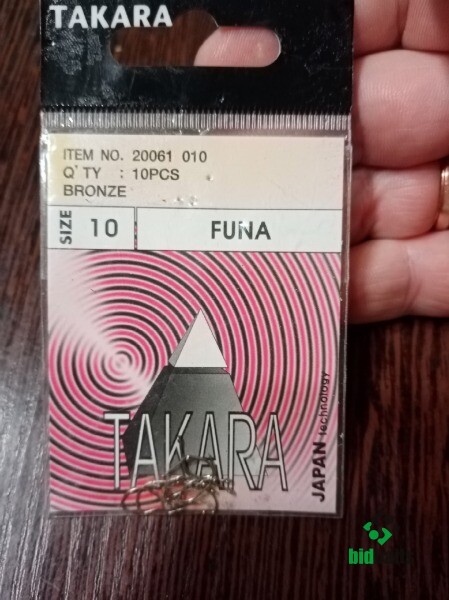 TAKARA
ITEM NO. 20061 010
Q'TY : 10PCS
BRONZE
SIZE 10 FUNA
TAKARA
JAPAN technology
bid